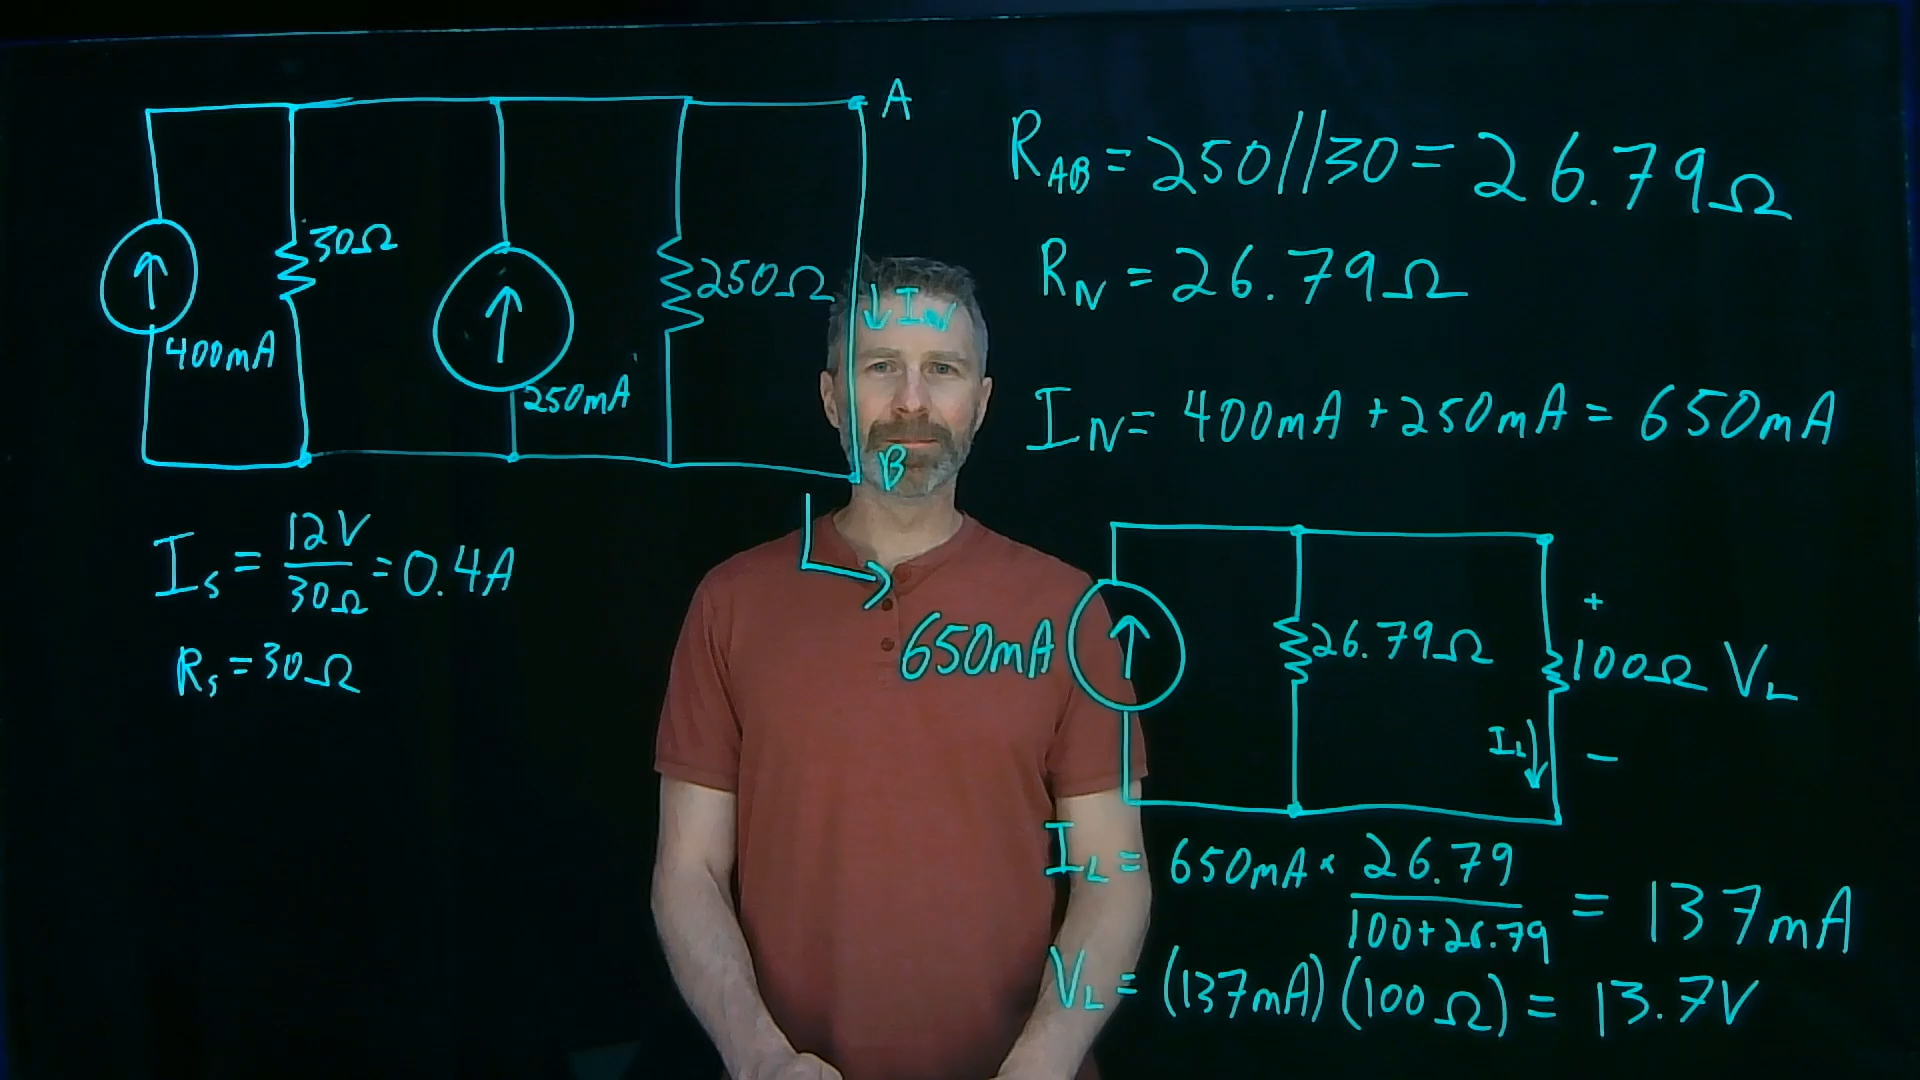 A
30Ω
250Ω
↓ I_N
400mA
250mA
B
I_s = 12V/30Ω = 0.4A
R_s = 30Ω
R_AB = 250//30 = 26.79Ω
R_N = 26.79Ω
I_N = 400mA + 250mA = 650mA
650mA
26.79Ω
+
100Ω V_L
I_L ↓
−
I_L = 650mA × 26.79/(100+26.79) = 137mA
V_L = (137mA)(100Ω) = 13.7V